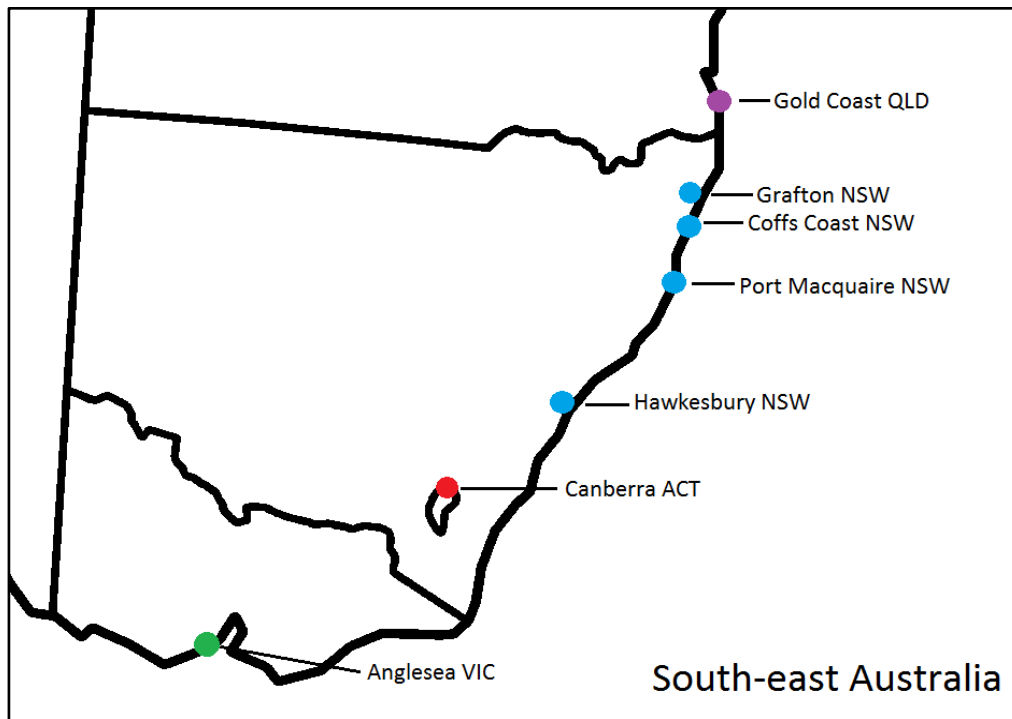 Gold Coast QLD
Grafton NSW
Coffs Coast NSW
Port Macquaire NSW
Hawkesbury NSW
Canberra ACT
Anglesea VIC
South-east Australia